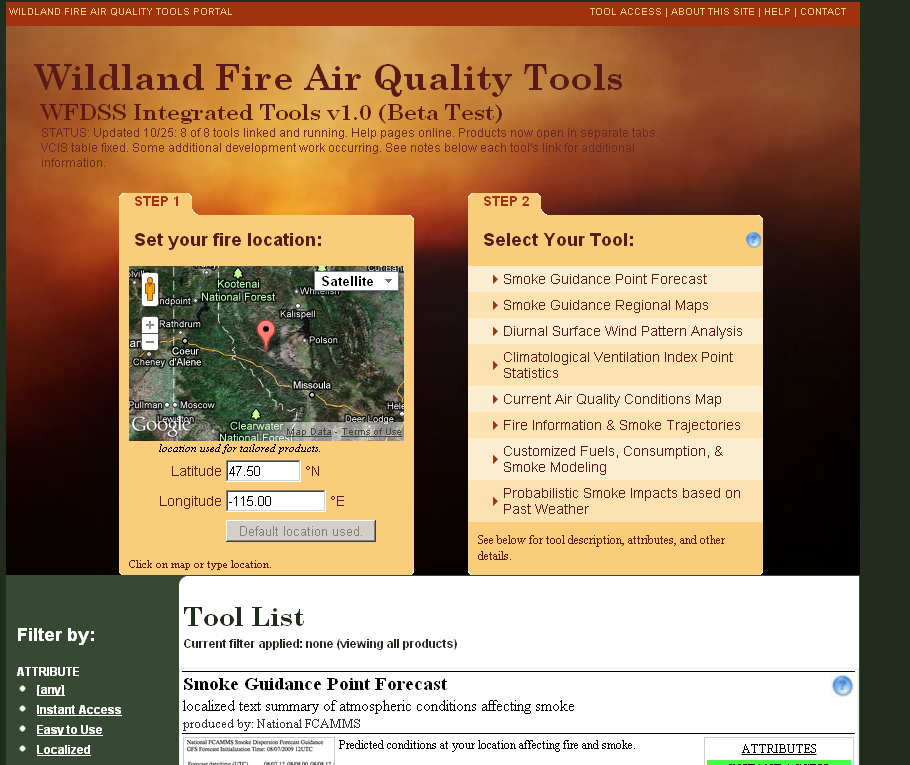 WILDLAND FIRE AIR QUALITY TOOLS PORTAL
TOOL ACCESS | ABOUT THIS SITE | HELP | CONTACT
Wildland Fire Air Quality Tools
WFDSS Integrated Tools v1.0 (Beta Test)
STATUS: Updated 10/25: 8 of 8 tools linked and running. Help pages online. Products now open in separate tabs.
VCIS table fixed. Some additional development work occurring. See notes below each tool's link for additional
information.
STEP 1
Set your fire location:
Satellite
Kootenai
National Forest
Kalispell
Rathdrum
Polson
Coeur
d'Alene
Cheney
Missoula
Pullman
Moscow
Lewiston
Clearwater
National Forest
Deer Lodge
Google
Map Data - Terms of Use
location used for tailored products.
Latitude 47.50 °N
Longitude -115.00 °E
Default location used.
Click on map or type location.
STEP 2
Select Your Tool:
?
Smoke Guidance Point Forecast
Smoke Guidance Regional Maps
Diurnal Surface Wind Pattern Analysis
Climatological Ventilation Index Point
Statistics
Current Air Quality Conditions Map
Fire Information & Smoke Trajectories
Customized Fuels, Consumption, &
Smoke Modeling
Probabilistic Smoke Impacts based on
Past Weather
See below for tool description, attributes, and other
details.
Filter by:
ATTRIBUTE
[any]
Instant Access
Easy to Use
Localized
Tool List
Current filter applied: none (viewing all products)
Smoke Guidance Point Forecast
?
localized text summary of atmospheric conditions affecting smoke
produced by: National FCAMMS
National FCAMMS Smoke Dispersion Forecast Guidance
GFS Forecast Initialization Time: 08/07/2009 12UTC
Predicted conditions at your location affecting fire and smoke.
ATTRIBUTES